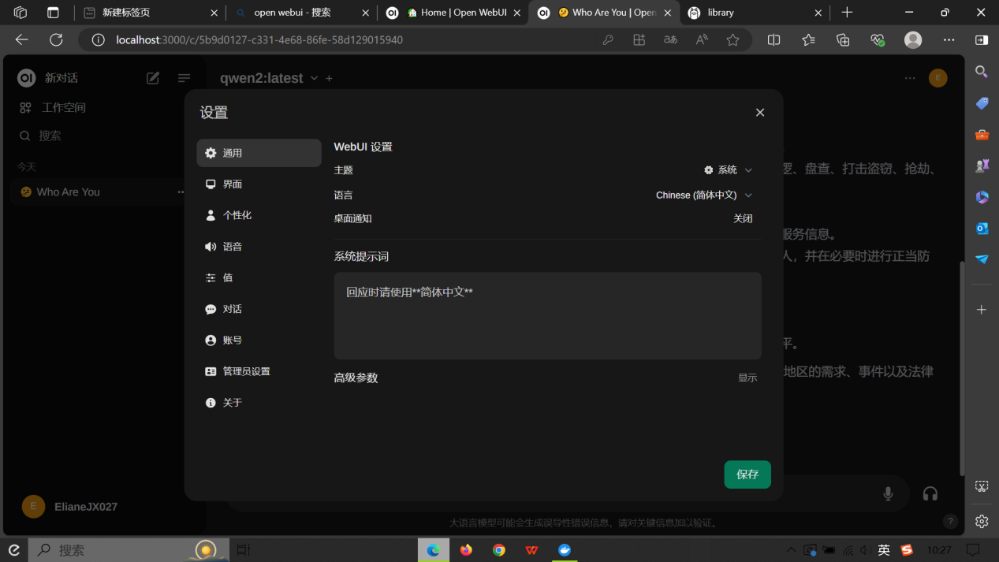 新建标签页
open webui - 搜索
Home | Open WebUI
Who Are You | Open
library
localhost:3000/c/5b9d0127-c331-4e68-86fe-58d129015940
OI 新对话
工作空间
搜索
今天
Who Are You
qwen2:latest
E
设置
通用
界面
个性化
语音
值
对话
账号
管理员设置
关于
WebUI 设置
主题
系统
语言
Chinese (简体中文)
桌面通知
关闭
系统提示词
回应时请使用**简体中文**
高级参数
显示
保存
逻、盘查、打击盗窃、抢劫、
服务信息。
人，并在必要时进行正当防
平。
地区的需求、事件以及法律
E
ElianeJX027
大语言模型可能会生成误导性错误信息，请对关键信息加以验证。
?
搜索
英
10:27